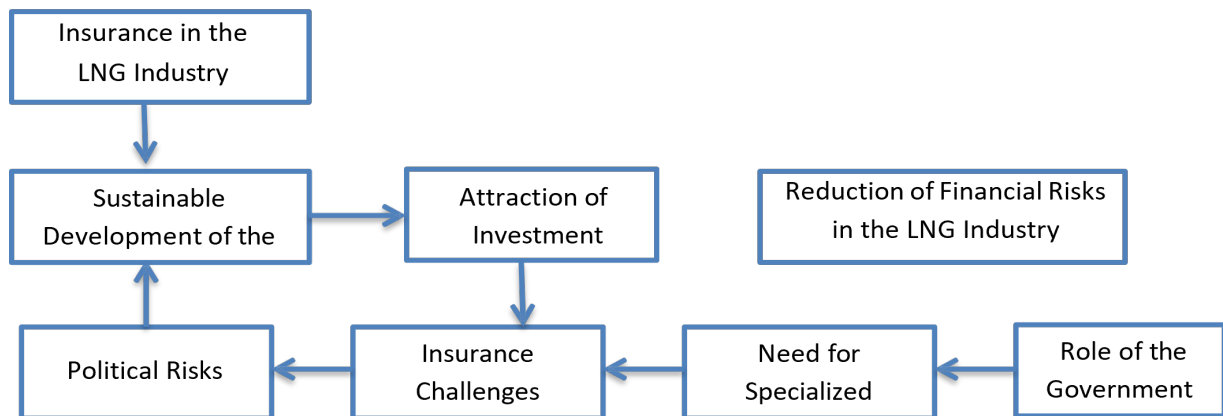 Insurance in the
LNG Industry
Sustainable
Development of the
Attraction of
Investment
Reduction of Financial Risks
in the LNG Industry
Political Risks
Insurance
Challenges
Need for
Specialized
Role of the
Government